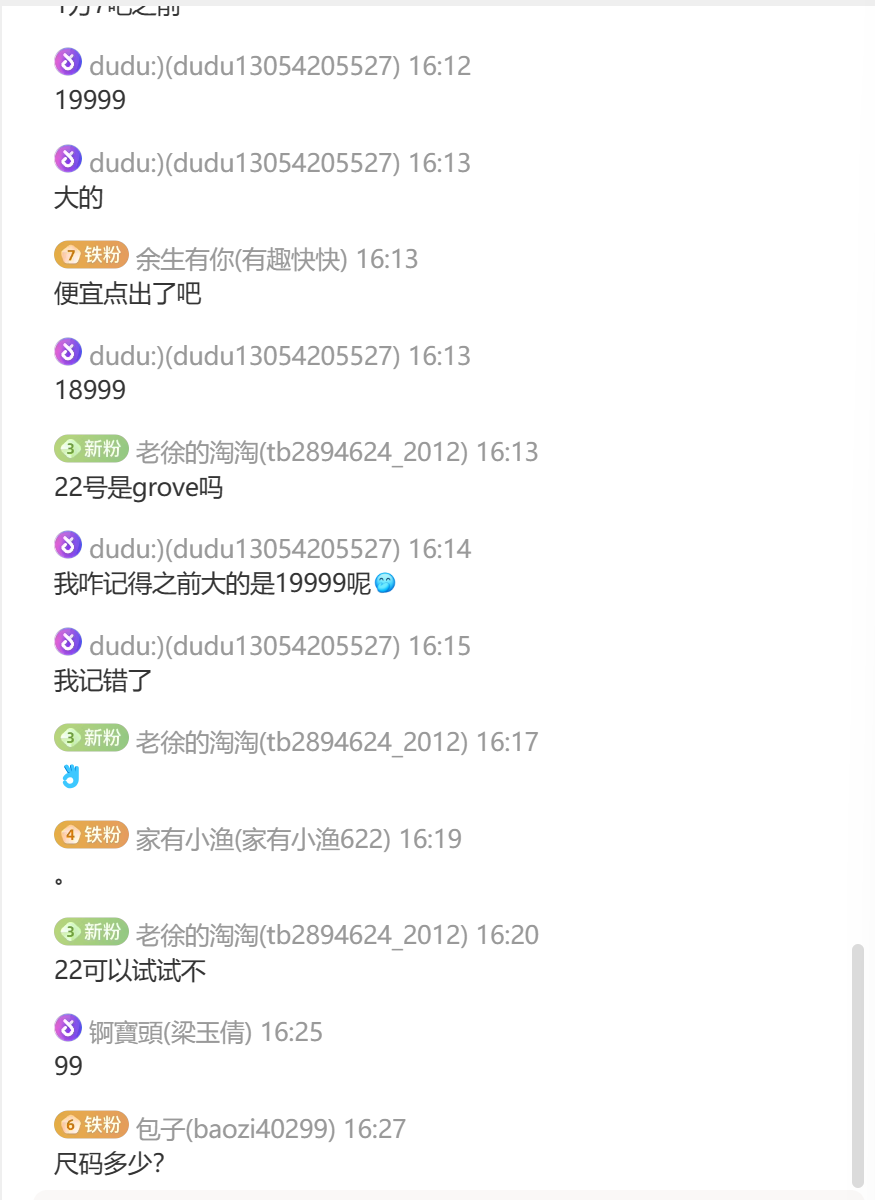 dudu:)(dudu13054205527) 16:12
19999
dudu:)(dudu13054205527) 16:13
大的
7 铁粉 余生有你(有趣快快) 16:13
便宜点出了吧
dudu:)(dudu13054205527) 16:13
18999
3 新粉 老徐的淘淘(tb2894624_2012) 16:13
22号是grove吗
dudu:)(dudu13054205527) 16:14
我咋记得之前大的是19999呢
dudu:)(dudu13054205527) 16:15
我记错了
3 新粉 老徐的淘淘(tb2894624_2012) 16:17
4 铁粉 家有小渔(家有小渔622) 16:19
。
3 新粉 老徐的淘淘(tb2894624_2012) 16:20
22可以试试不
锕寶頭(梁玉倩) 16:25
99
6 铁粉 包子(baozi40299) 16:27
尺码多少?